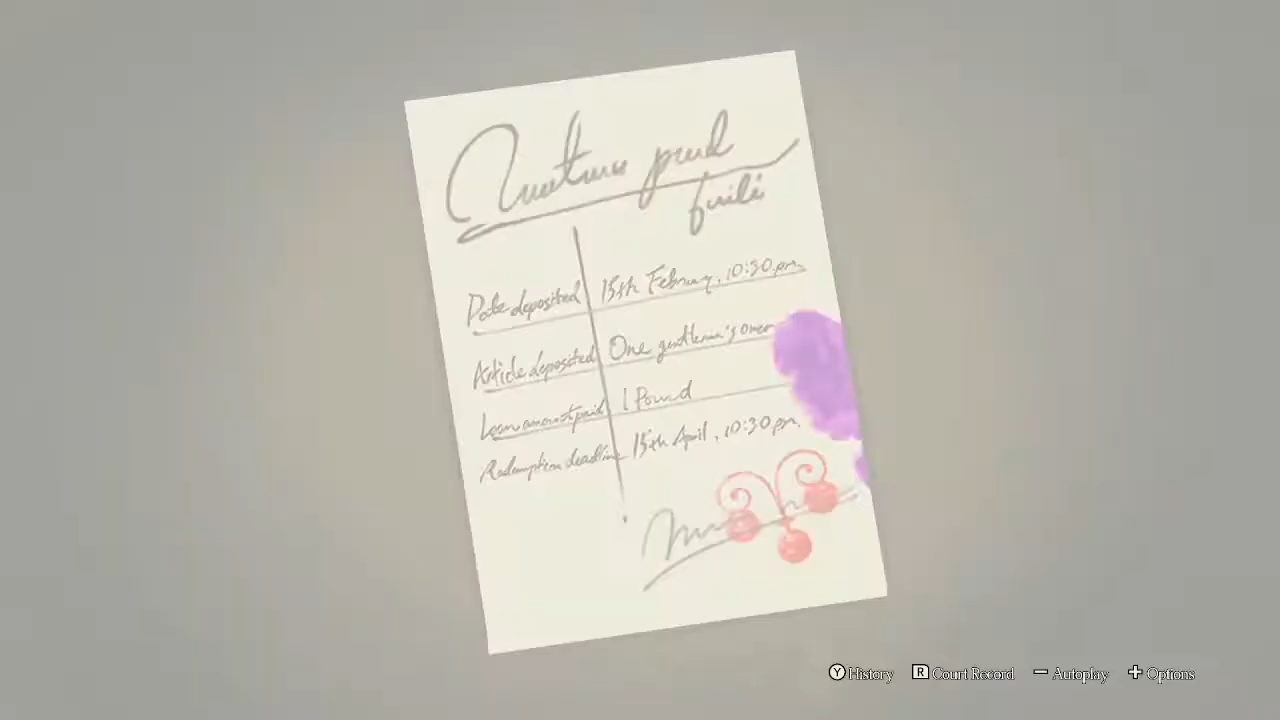 Date deposited 15th February, 10:30 p.m.
Article deposited One gentleman's over
Loan amount paid 1 Pound
Redemption deadline 15th April, 10:30 p.m.
Y History R Court Record − Autoplay + Options